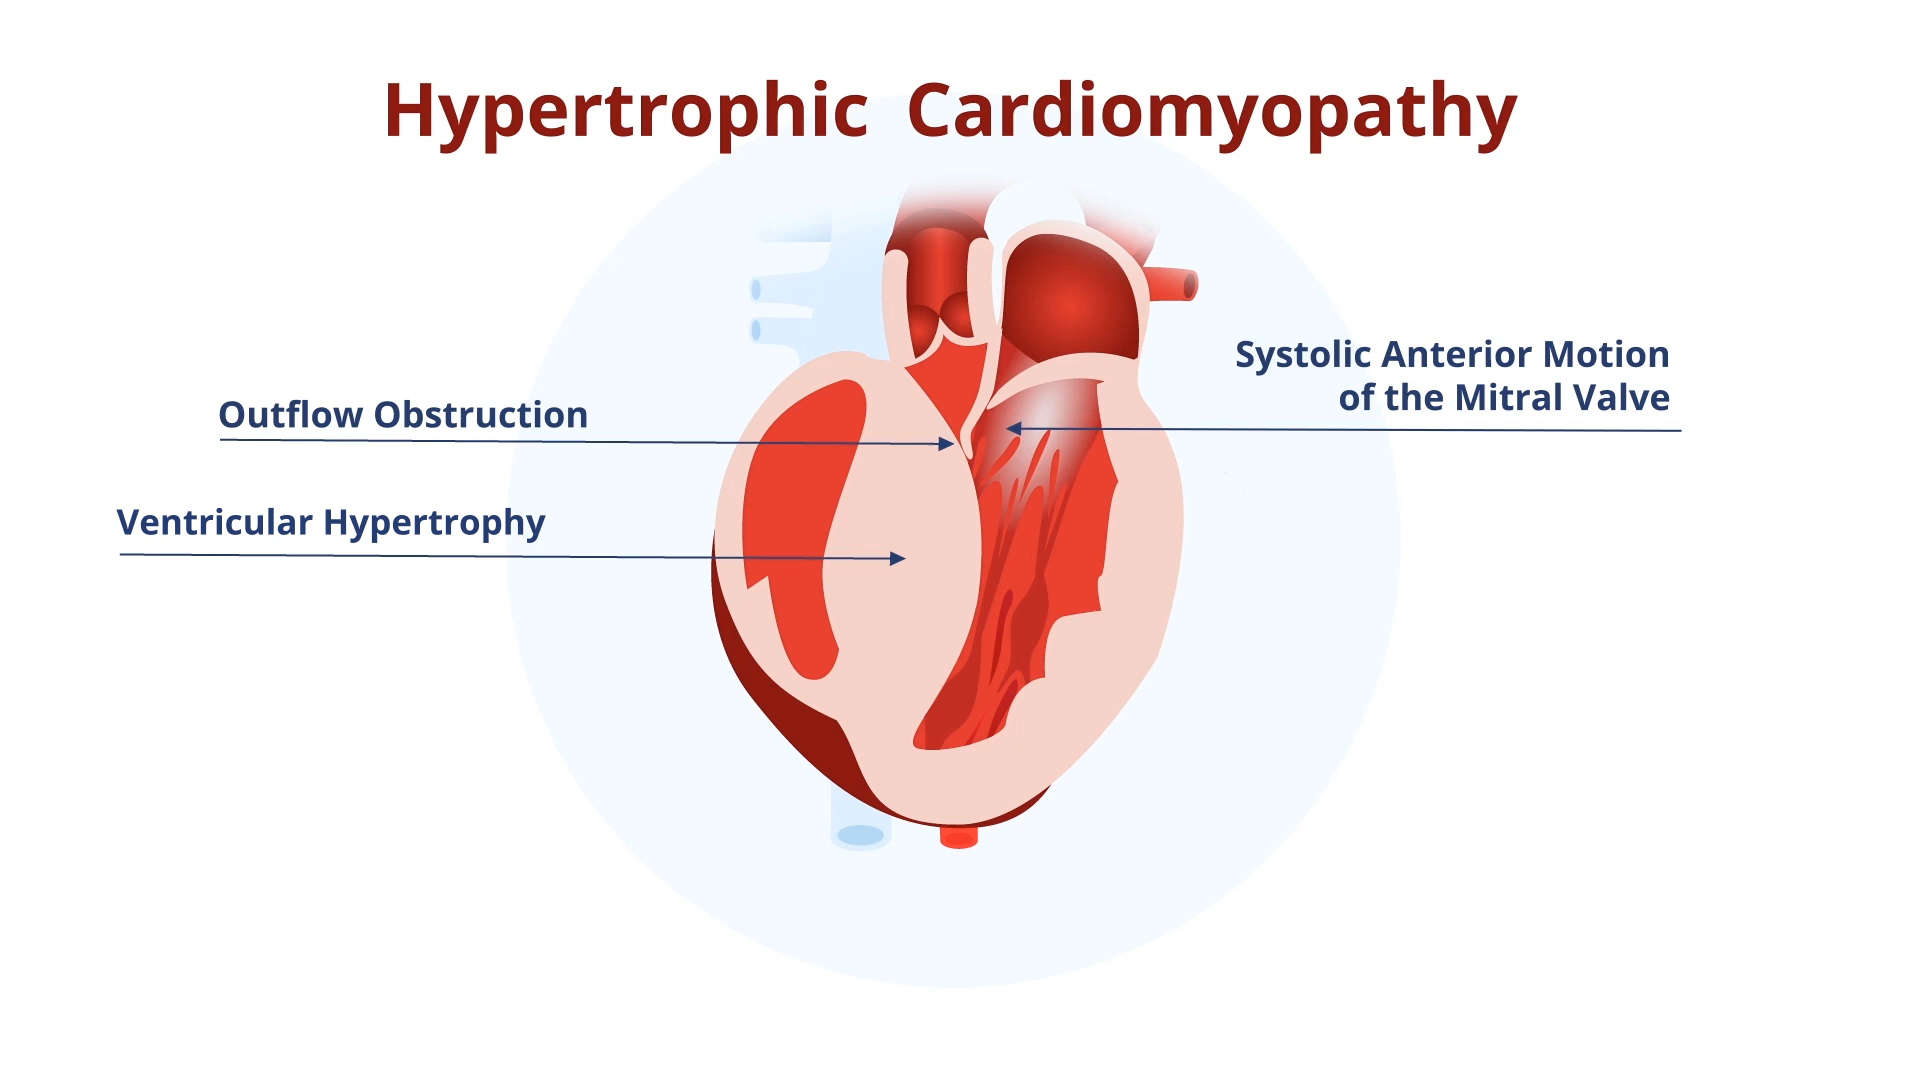 Hypertrophic Cardiomyopathy
Systolic Anterior Motion
of the Mitral Valve
Outflow Obstruction
Ventricular Hypertrophy